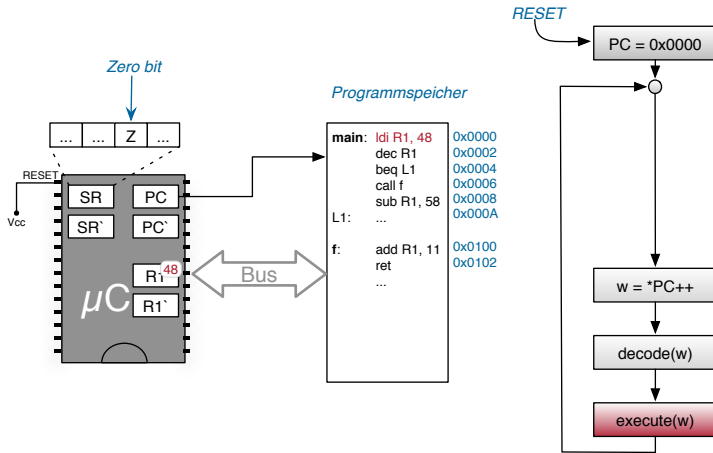 RESET
PC = 0x0000
Zero bit
Programmspeicher
... ... Z ...
main: ldi R1, 48 0x0000
dec R1 0x0002
beq L1 0x0004
call f 0x0006
sub R1, 58 0x0008
L1: ... 0x000A
f: add R1, 11 0x0100
ret 0x0102
...
RESET
Vcc
SR PC
SR` PC`
R1 48
R1`
µC
Bus
w = *PC++
decode(w)
execute(w)